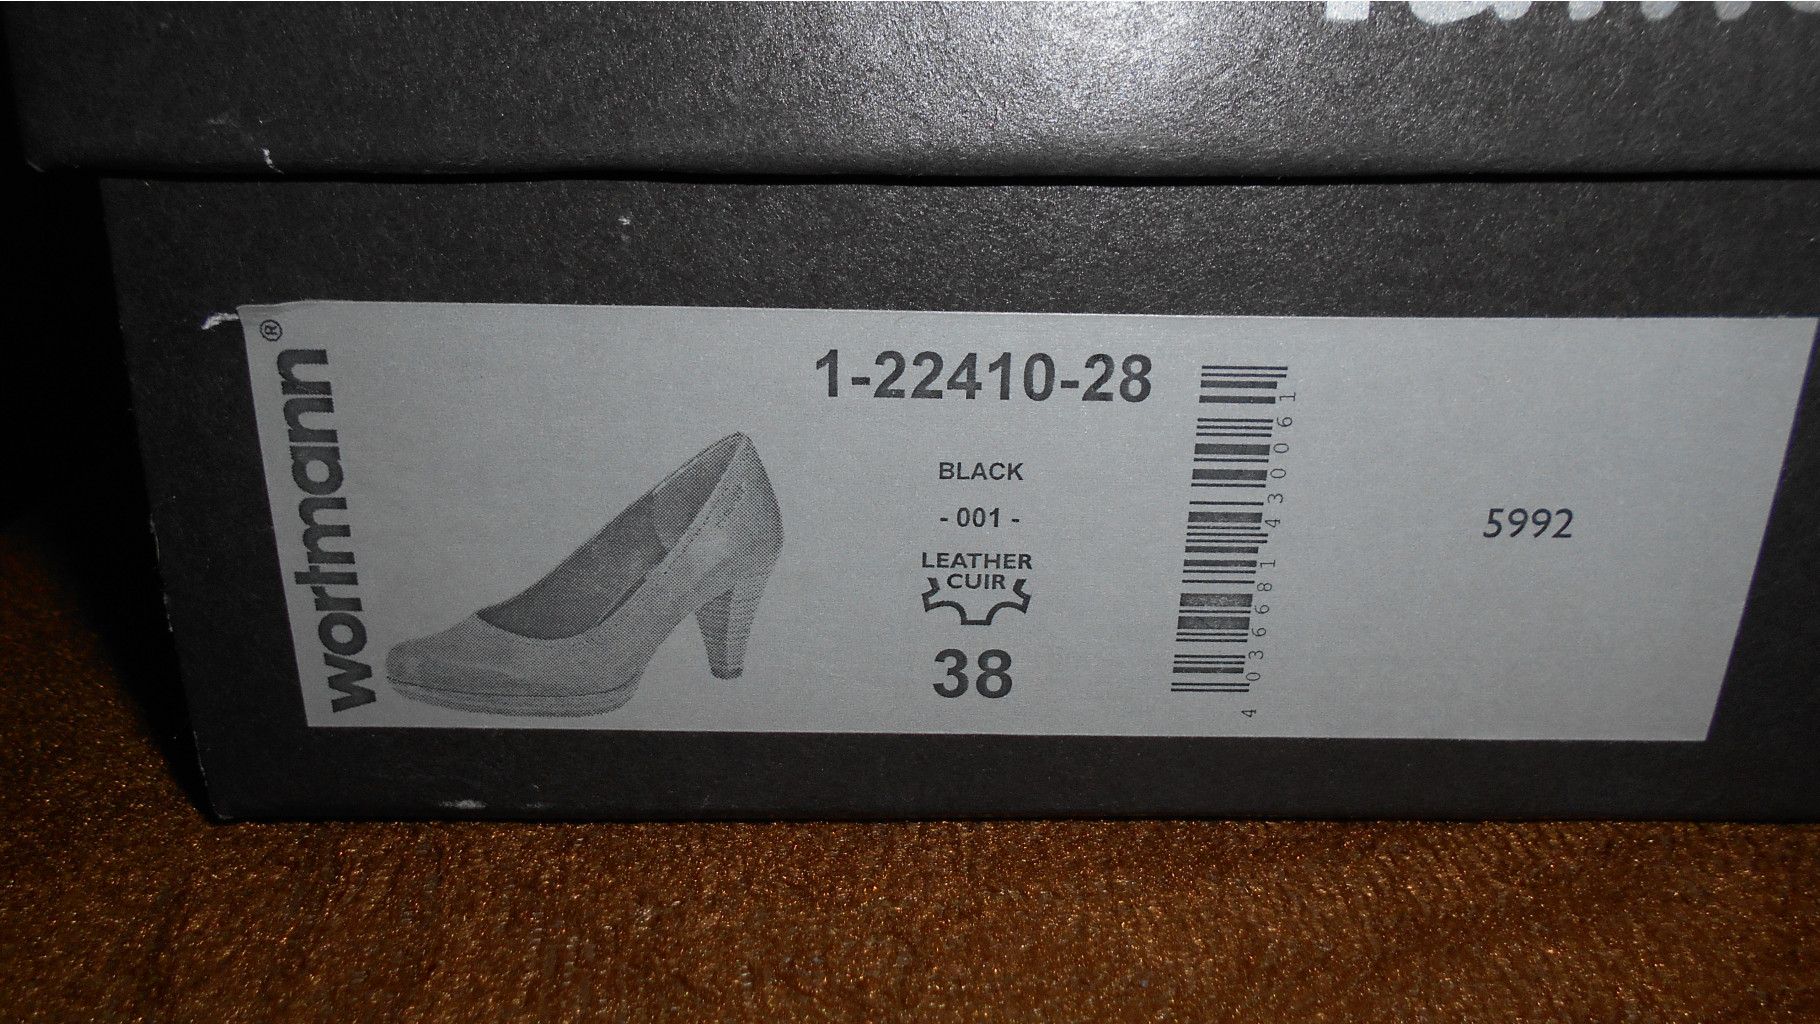 wortmann®
1-22410-28
BLACK
- 001 -
LEATHER
CUIR
38
4 036681 430061
5992